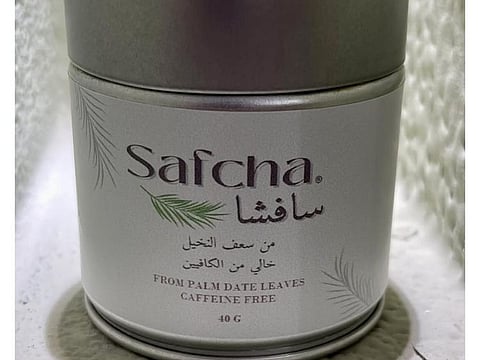 Safcha®
سافشا
من سعف النخيل
خالي من الكافيين
FROM PALM DATE LEAVES
CAFFEINE FREE
40 G